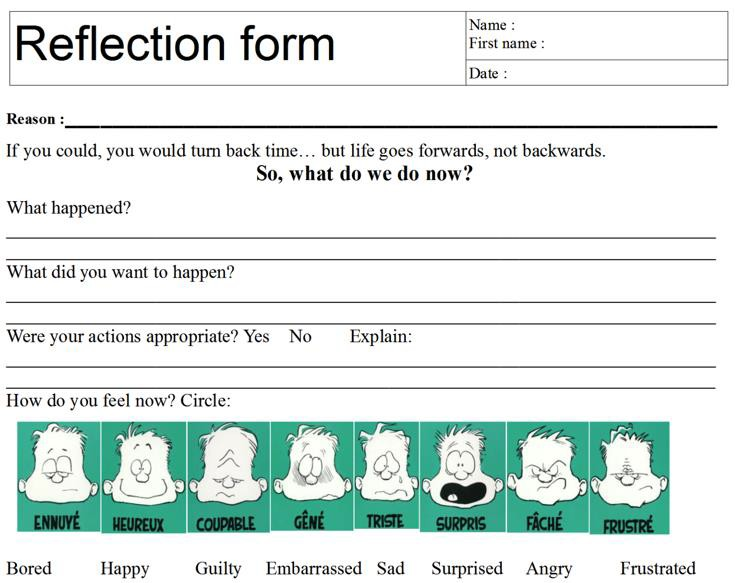 Reflection form
Name :
First name :
Date :
Reason :
If you could, you would turn back time… but life goes forwards, not backwards.
So, what do we do now?
What happened?
What did you want to happen?
Were your actions appropriate? Yes No Explain:
How do you feel now? Circle:
ENNUYÉ HEUREUX COUPABLE GÊNÉ TRISTE SURPRIS FÂCHÉ FRUSTRÉ
Bored Happy Guilty Embarrassed Sad Surprised Angry Frustrated